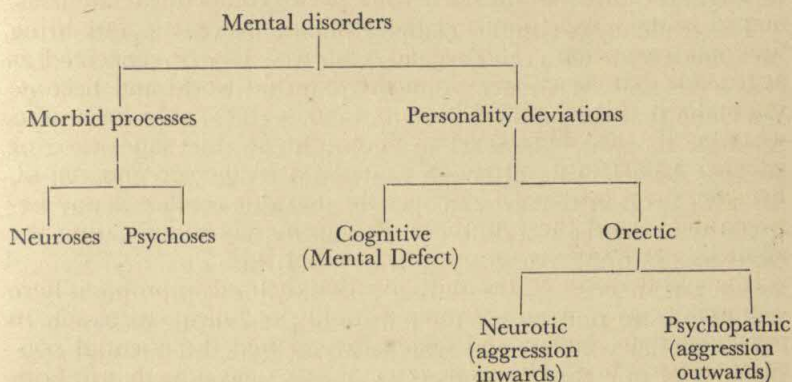 Mental disorders
Morbid processes Personality deviations
Neuroses Psychoses Cognitive Orectic
(Mental Defect)
Neurotic Psychopathic
(aggression (aggression
inwards) outwards)